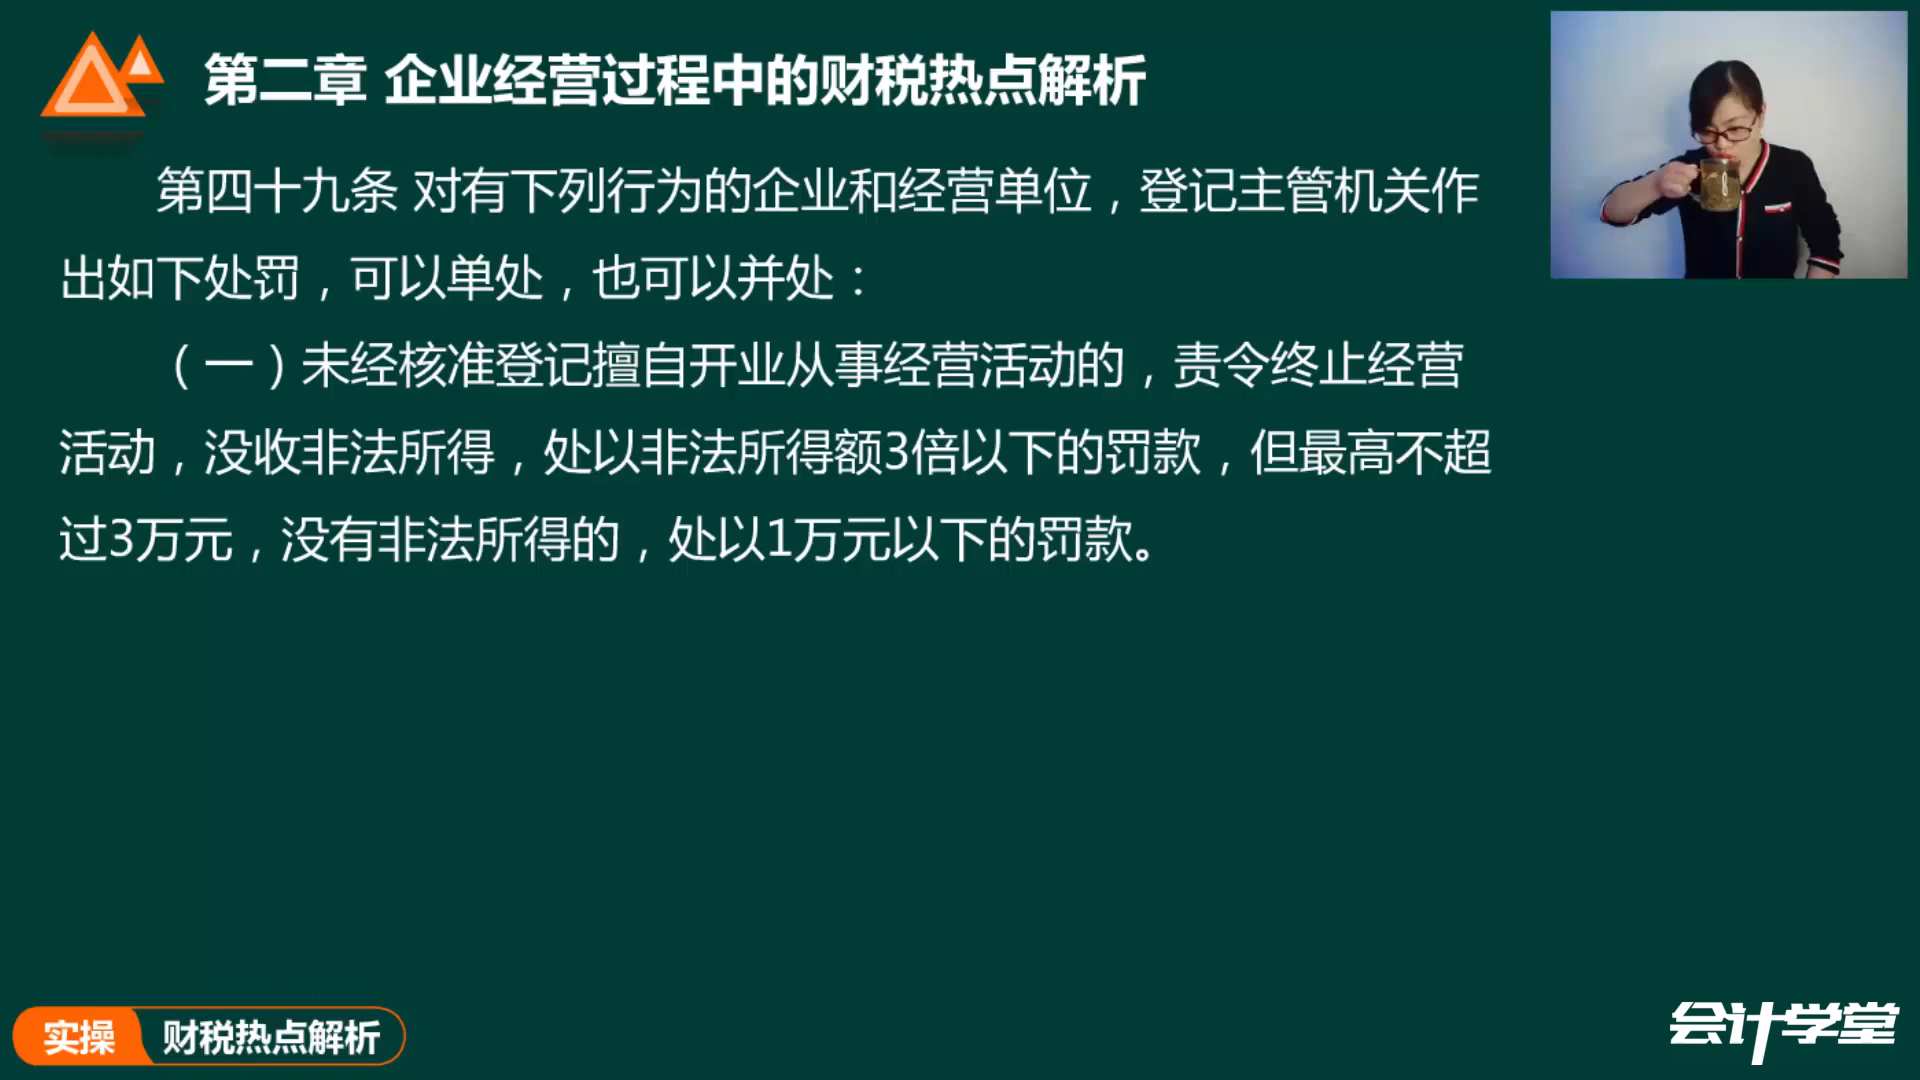 第二章 企业经营过程中的财税热点解析
第四十九条 对有下列行为的企业和经营单位，登记主管机关作
出如下处罚，可以单处，也可以并处：
（一）未经核准登记擅自开业从事经营活动的，责令终止经营
活动，没收非法所得，处以非法所得额3倍以下的罚款，但最高不超
过3万元，没有非法所得的，处以1万元以下的罚款。
实操 财税热点解析
会计学堂